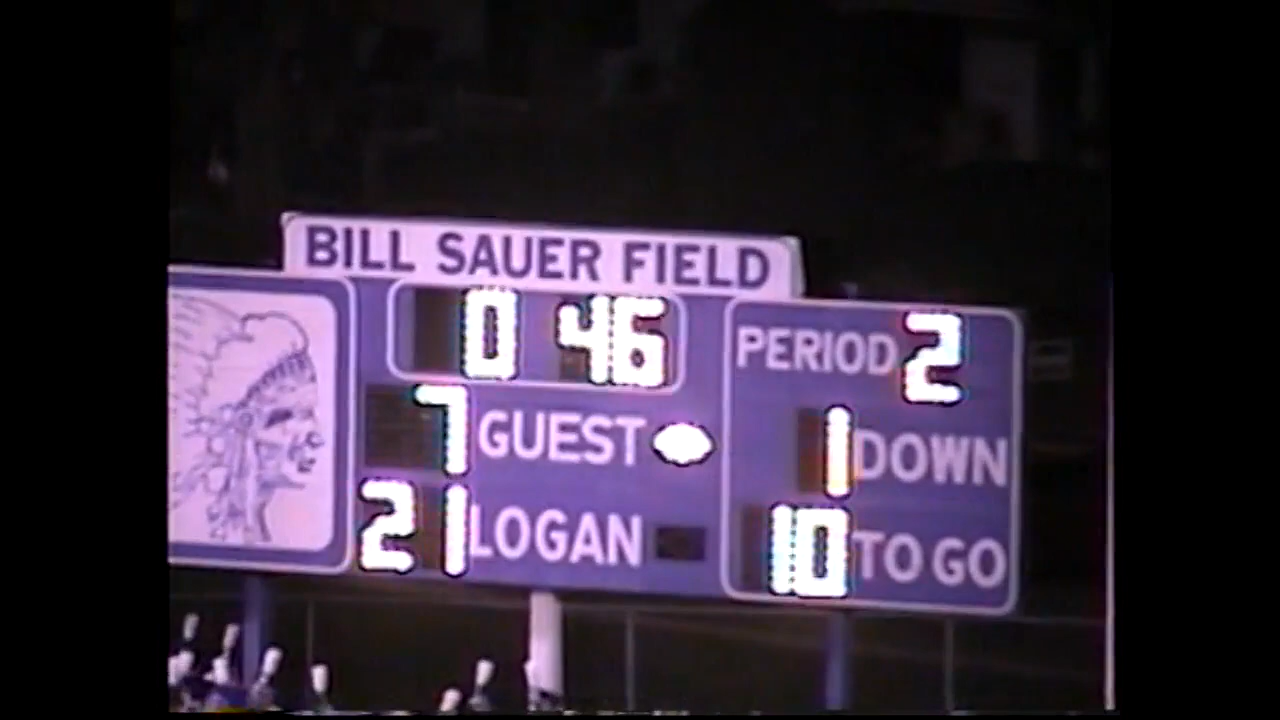 BILL SAUER FIELD
0 46
PERIOD 2
7 GUEST
1 DOWN
21 LOGAN
10 TO GO